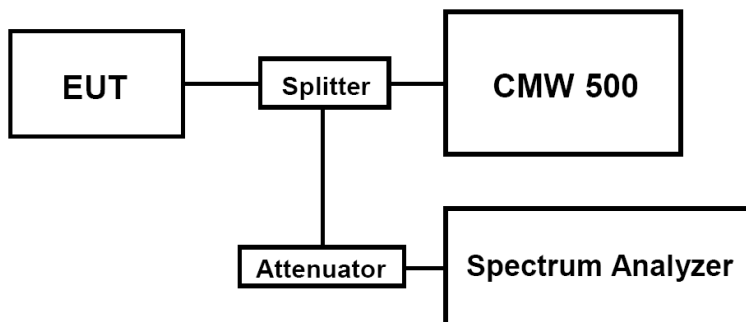 EUT
Splitter
CMW 500
Attenuator
Spectrum Analyzer